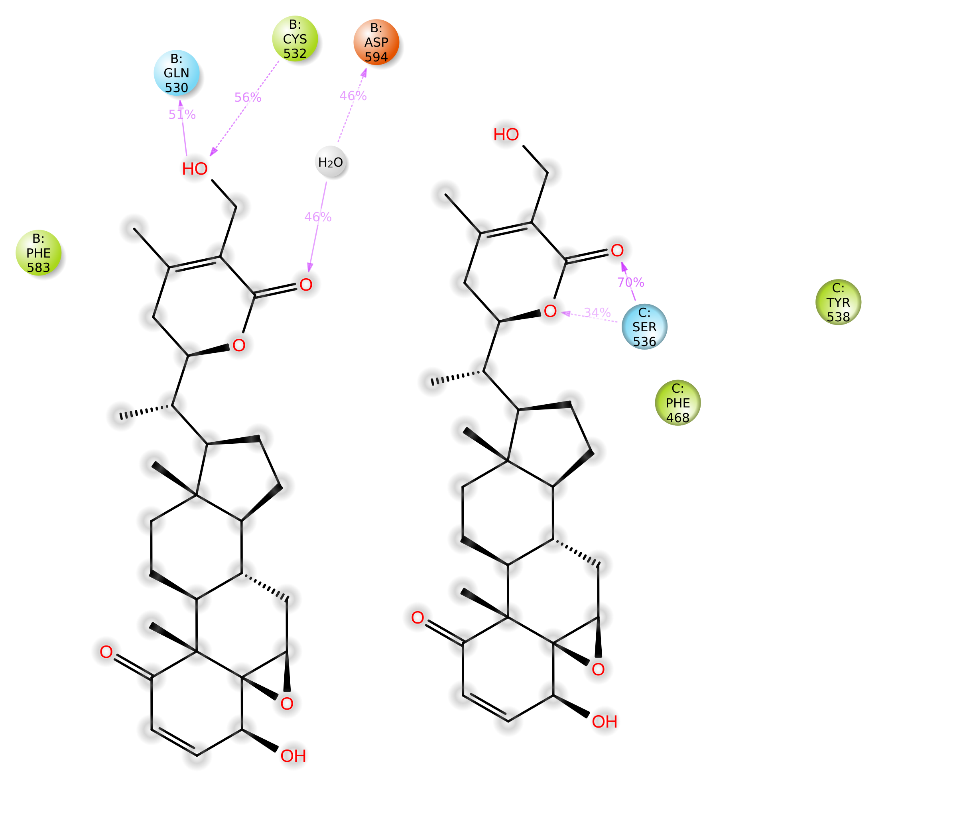 B:
CYS
532
B:
ASP
594
B:
GLN
530
56%
46%
51%
HO
H₂O
HO
46%
B:
PHE
583
O
O
70%
C:
TYR
538
O
O
34%
C:
SER
536
C:
PHE
468
O
O
O
O
OH
OH